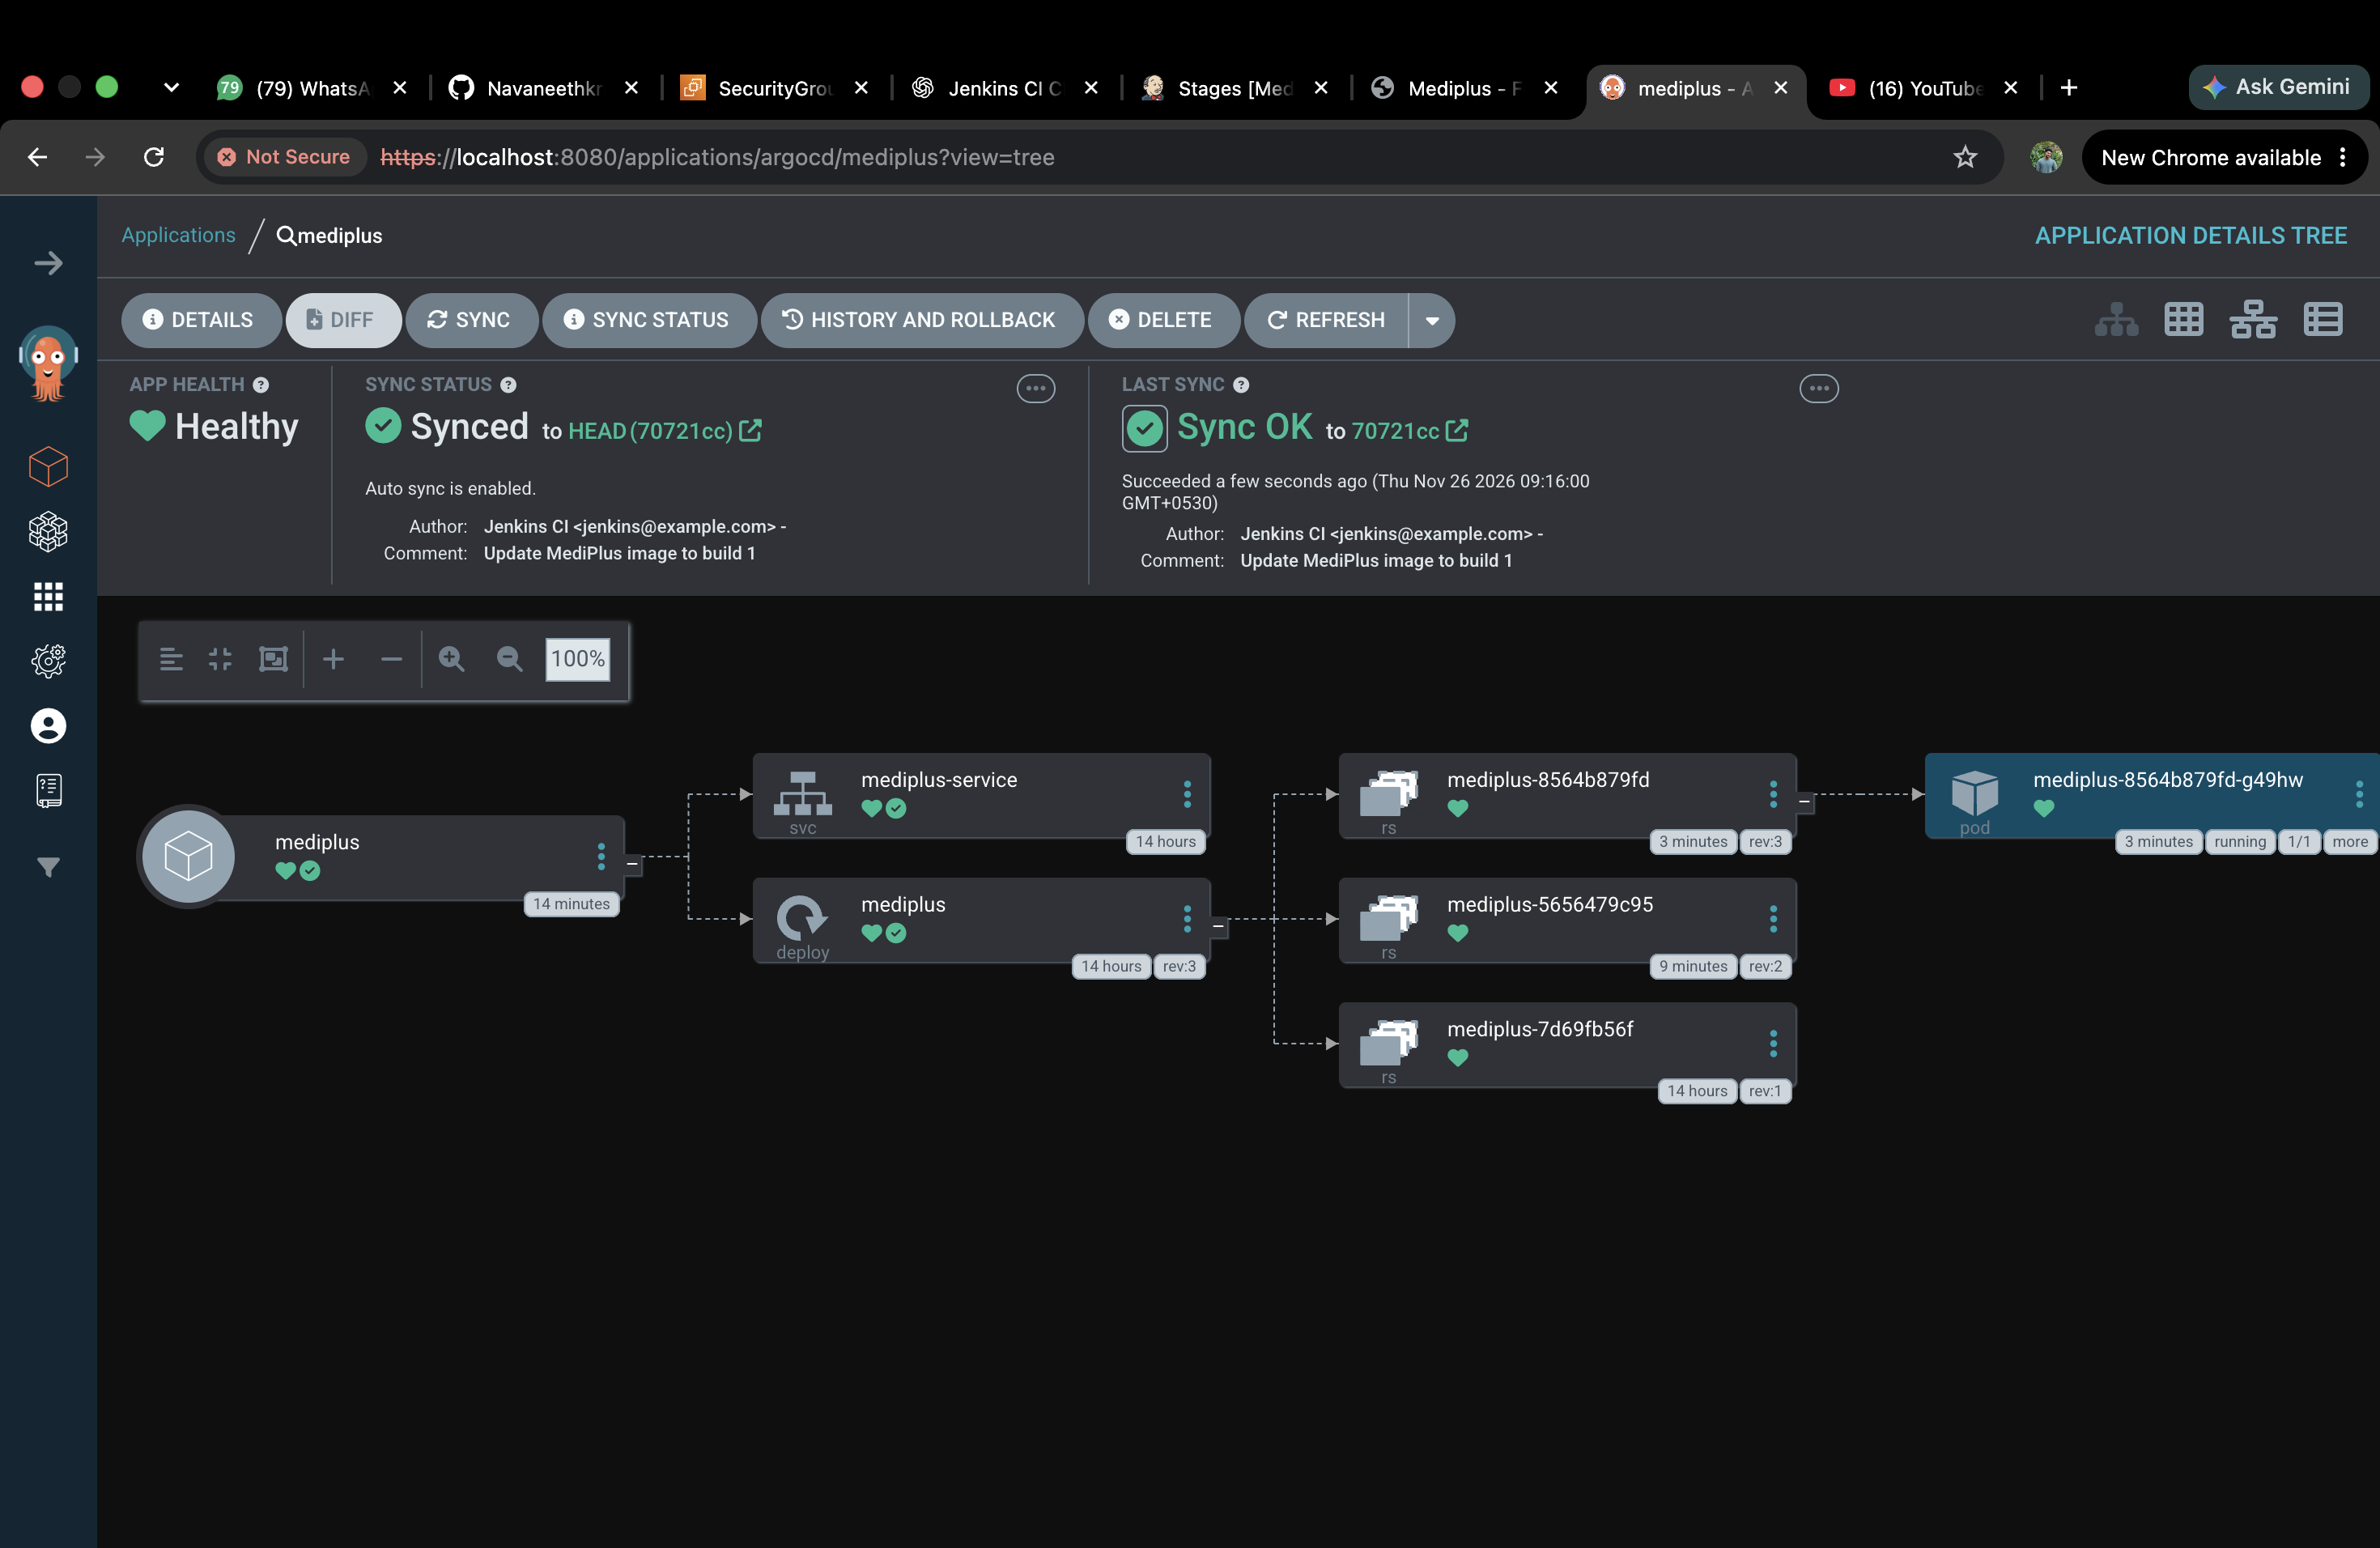 79 (79) WhatsA
Navaneethkr
SecurityGrou
Jenkins CI C
Stages [Med
Mediplus - F
mediplus - A
(16) YouTube
Ask Gemini
Not Secure https://localhost:8080/applications/argocd/mediplus?view=tree
New Chrome available
Applications / mediplus
APPLICATION DETAILS TREE
DETAILS DIFF SYNC SYNC STATUS HISTORY AND ROLLBACK DELETE REFRESH
APP HEALTH ?
Healthy
SYNC STATUS ?
Synced to HEAD (70721cc)
Auto sync is enabled.
Author: Jenkins CI <jenkins@example.com> -
Comment: Update MediPlus image to build 1
LAST SYNC ?
Sync OK to 70721cc
Succeeded a few seconds ago (Thu Nov 26 2026 09:16:00
GMT+0530)
Author: Jenkins CI <jenkins@example.com> -
Comment: Update MediPlus image to build 1
100%
mediplus
14 minutes
mediplus-service
svc
14 hours
mediplus
deploy
14 hours rev:3
mediplus-8564b879fd
rs
3 minutes rev:3
mediplus-5656479c95
rs
9 minutes rev:2
mediplus-7d69fb56f
rs
14 hours rev:1
mediplus-8564b879fd-g49hw
pod
3 minutes running 1/1 more